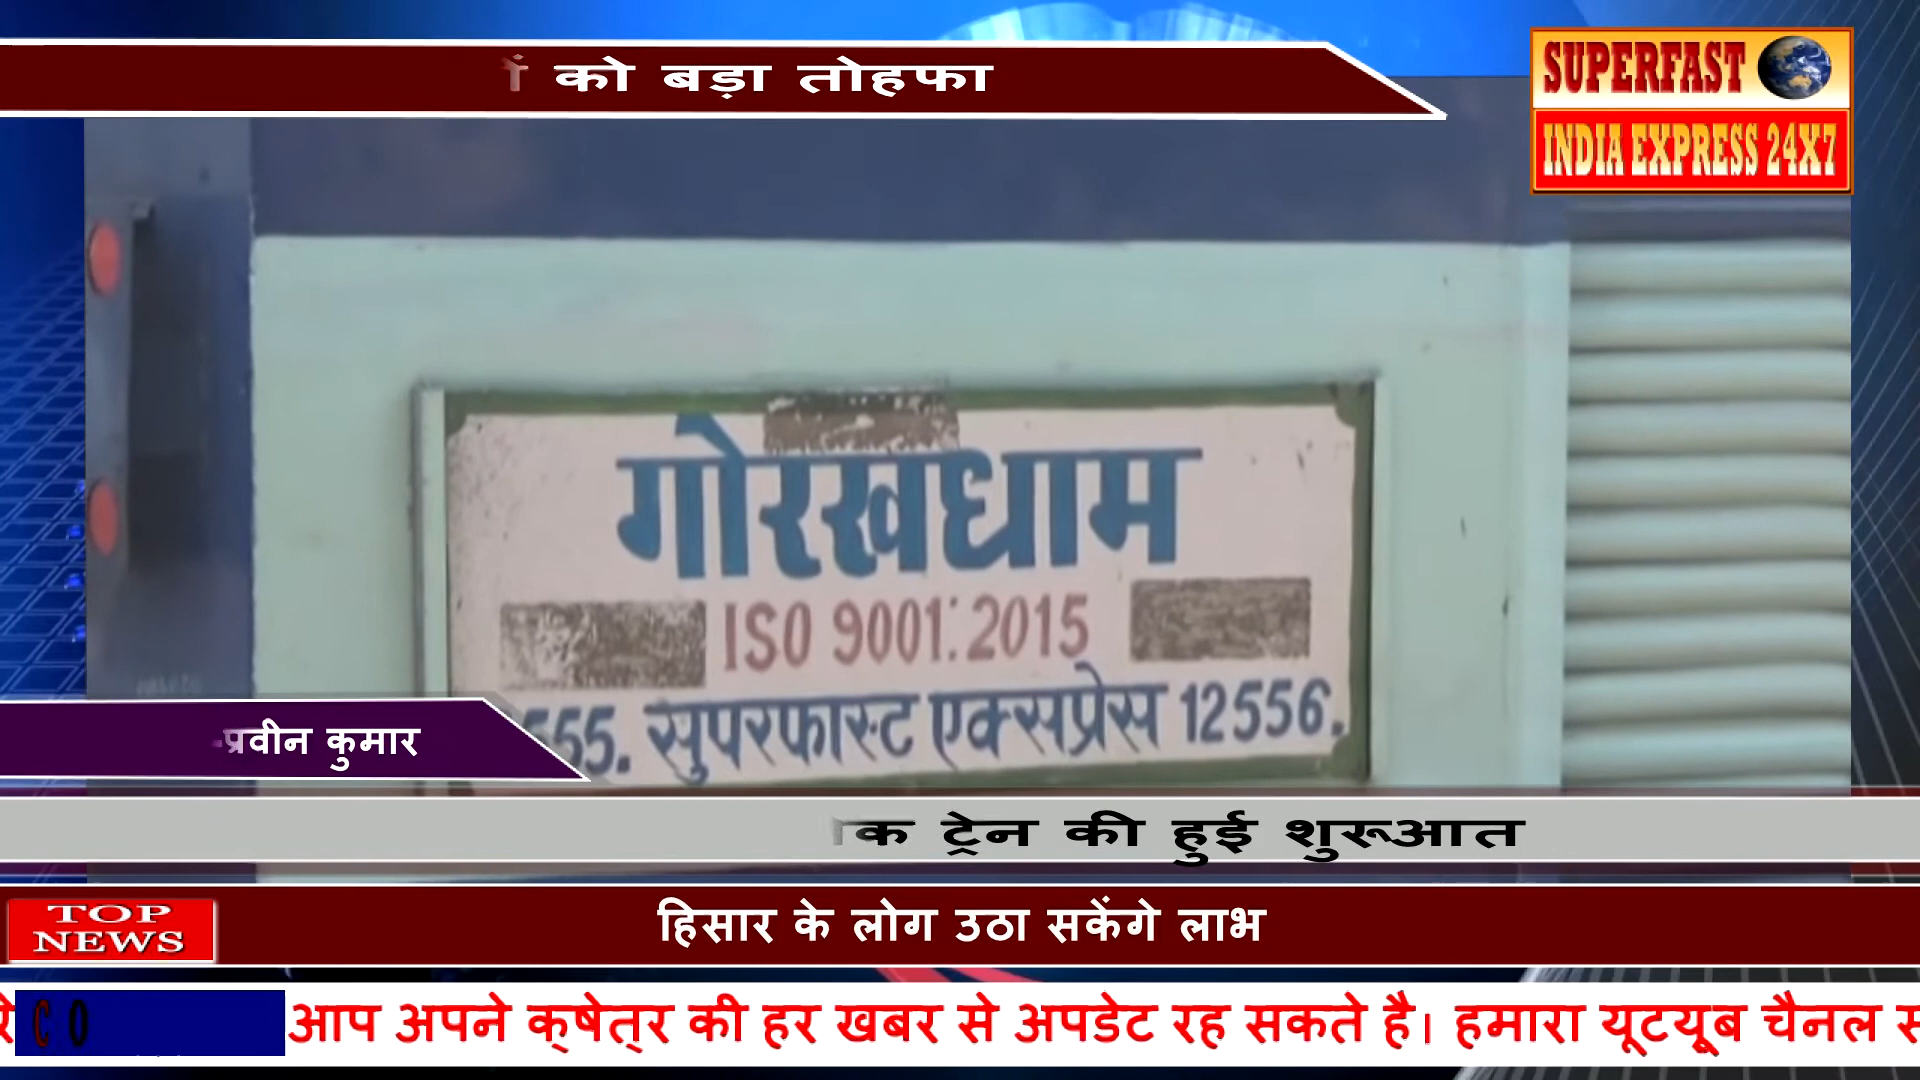 को बड़ा तोहफा
SUPERFAST
INDIA EXPRESS 24X7
गोरखधाम
ISO 9001:2015
555. सुपरफास्ट एक्सप्रेस 12556.
-प्रवीन कुमार
क ट्रेन की हुई शुरूआत
TOP
NEWS
हिसार के लोग उठा सकेंगे लाभ
रे C O आप अपने क्षेत्र की हर खबर से अपडेट रह सकते है। हमारा यूटयू्ब चैनल स